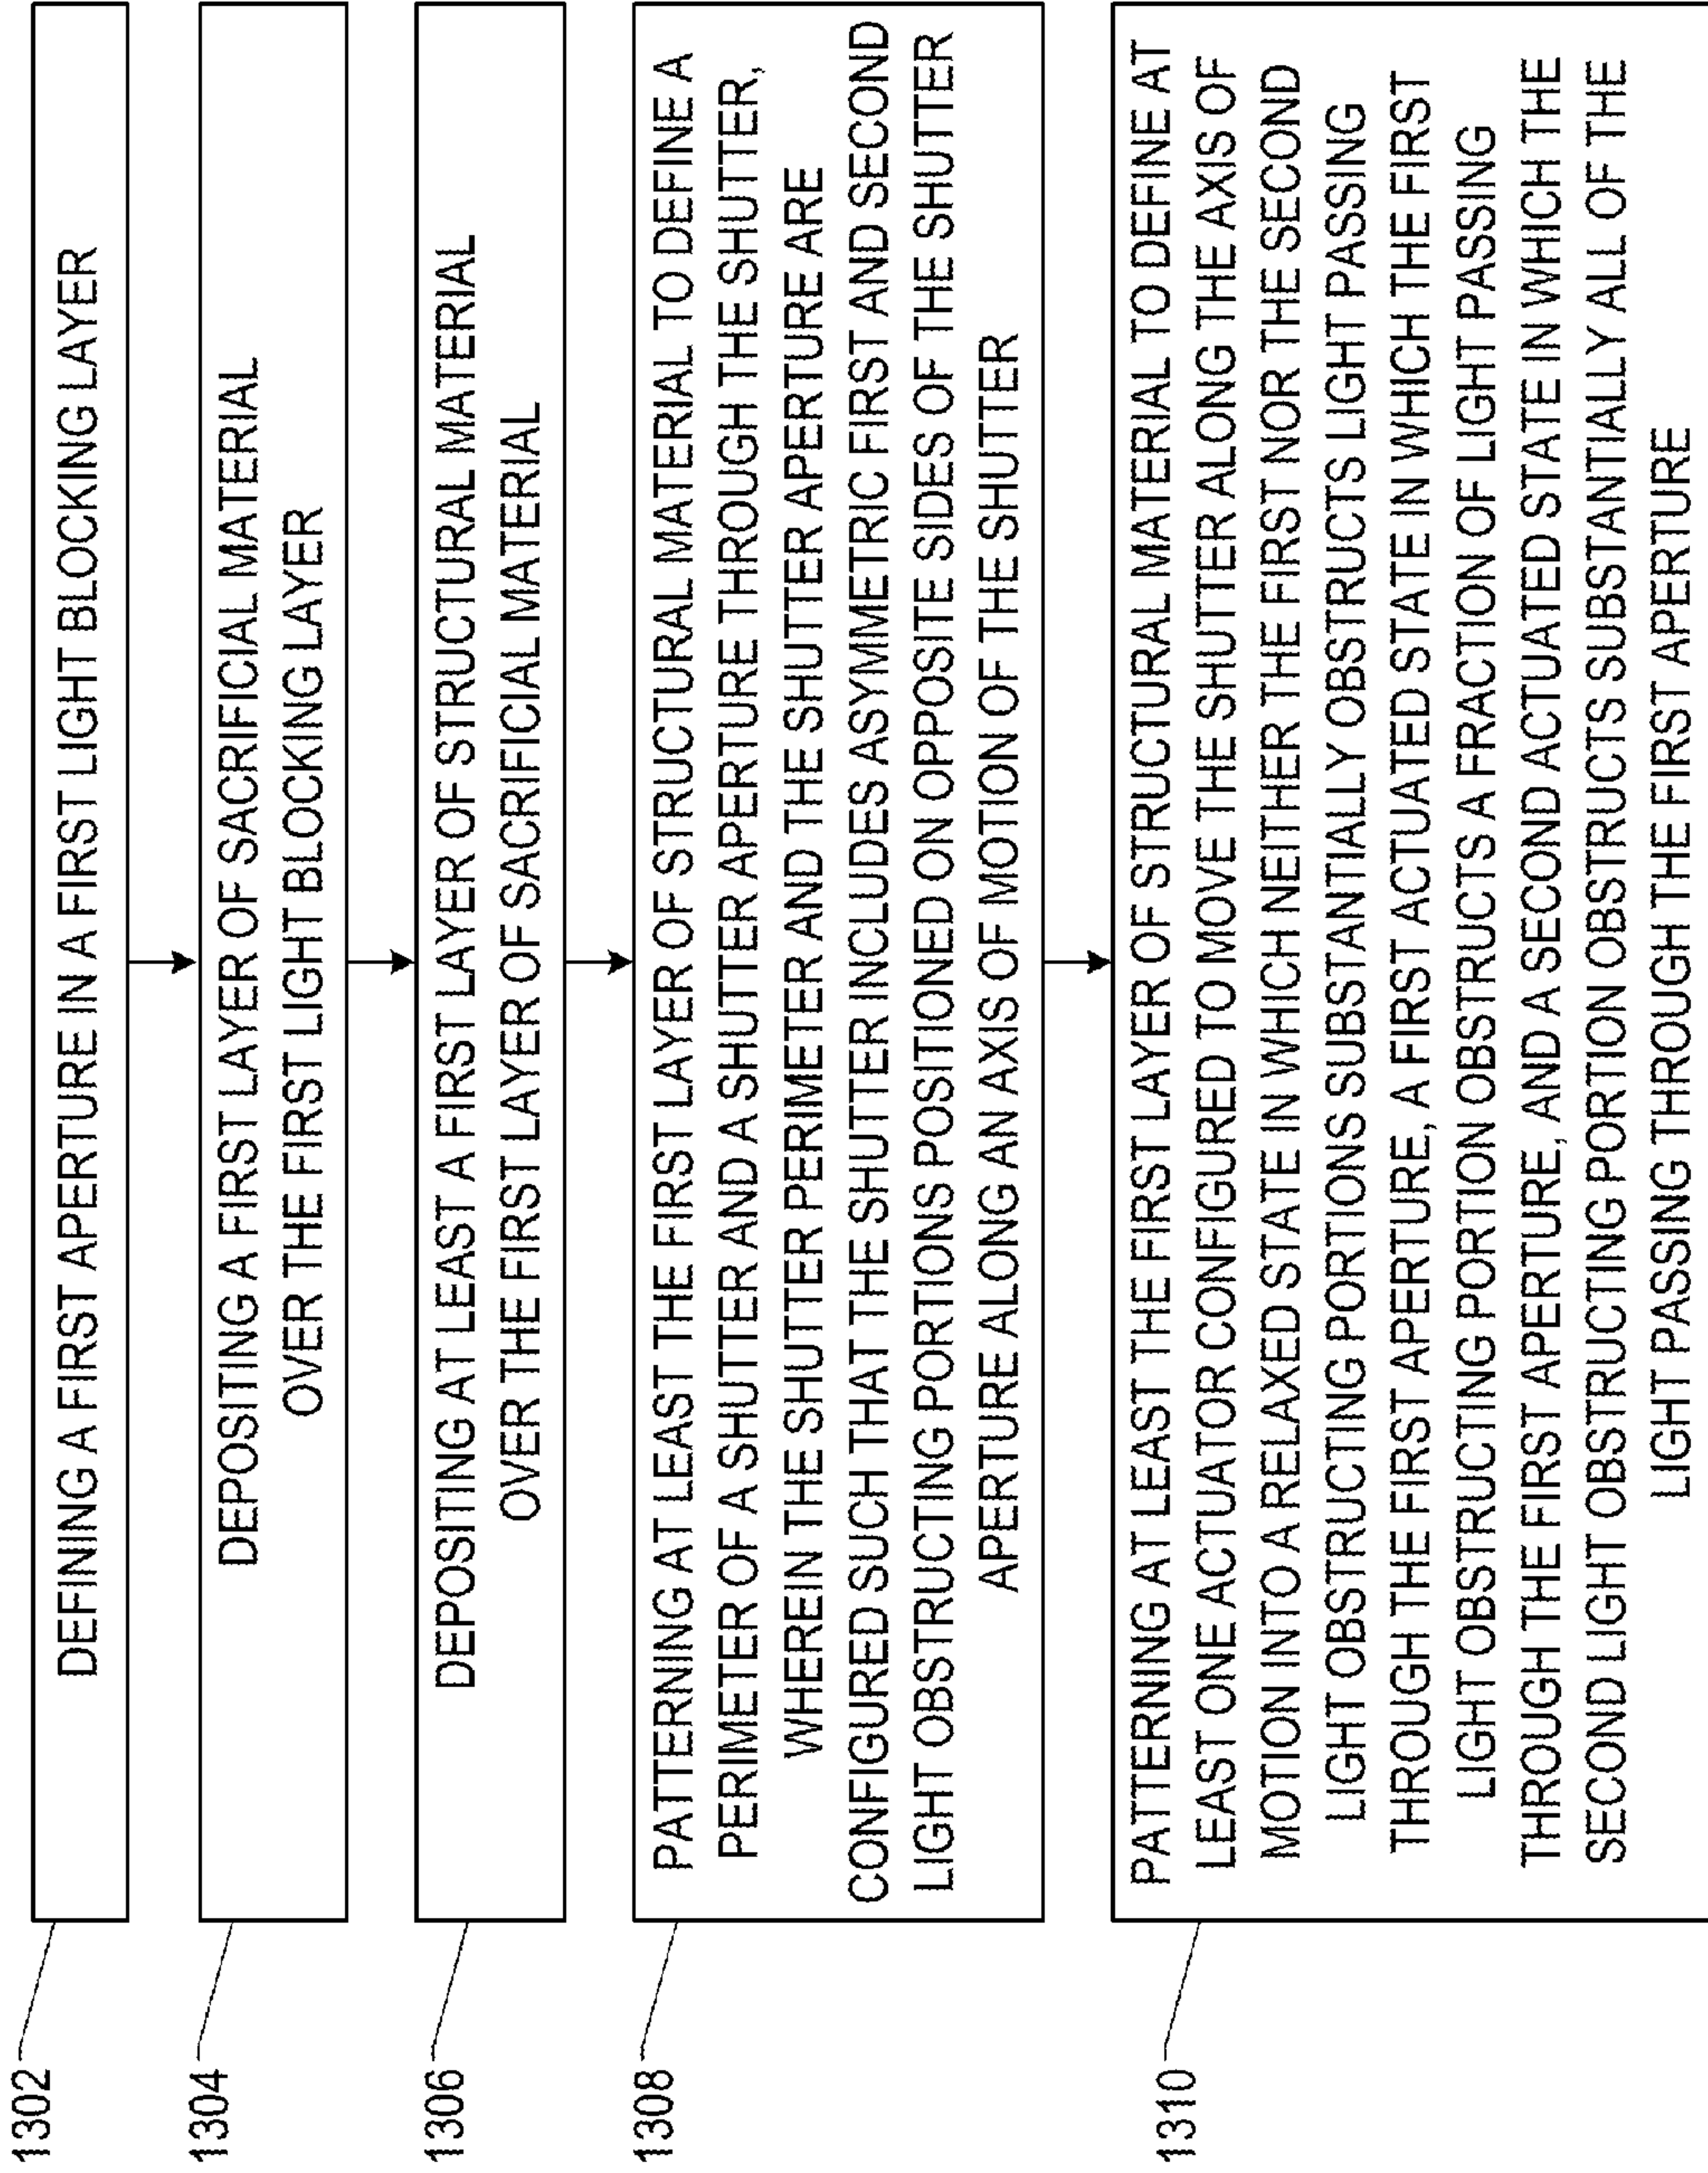 1302
DEFINING A FIRST APERTURE IN A FIRST LIGHT BLOCKING LAYER
1304
DEPOSITING A FIRST LAYER OF SACRIFICIAL MATERIAL
OVER THE FIRST LIGHT BLOCKING LAYER
1306
DEPOSITING AT LEAST A FIRST LAYER OF STRUCTURAL MATERIAL
OVER THE FIRST LAYER OF SACRIFICIAL MATERIAL
1308
PATTERNING AT LEAST THE FIRST LAYER OF STRUCTURAL MATERIAL TO DEFINE A
PERIMETER OF A SHUTTER AND A SHUTTER APERTURE THROUGH THE SHUTTER,
WHEREIN THE SHUTTER PERIMETER AND THE SHUTTER APERTURE ARE
CONFIGURED SUCH THAT THE SHUTTER INCLUDES ASYMMETRIC FIRST AND SECOND
LIGHT OBSTRUCTING PORTIONS POSITIONED ON OPPOSITE SIDES OF THE SHUTTER
APERTURE ALONG AN AXIS OF MOTION OF THE SHUTTER
1310
PATTERNING AT LEAST THE FIRST LAYER OF STRUCTURAL MATERIAL TO DEFINE AT
LEAST ONE ACTUATOR CONFIGURED TO MOVE THE SHUTTER ALONG THE AXIS OF
MOTION INTO A RELAXED STATE IN WHICH NEITHER THE FIRST NOR THE SECOND
LIGHT OBSTRUCTING PORTIONS SUBSTANTIALLY OBSTRUCTS LIGHT PASSING
THROUGH THE FIRST APERTURE, A FIRST ACTUATED STATE IN WHICH THE FIRST
LIGHT OBSTRUCTING PORTION OBSTRUCTS A FRACTION OF LIGHT PASSING
THROUGH THE FIRST APERTURE, AND A SECOND ACTUATED STATE IN WHICH THE
SECOND LIGHT OBSTRUCTING PORTION OBSTRUCTS SUBSTANTIALLY ALL OF THE
LIGHT PASSING THROUGH THE FIRST APERTURE